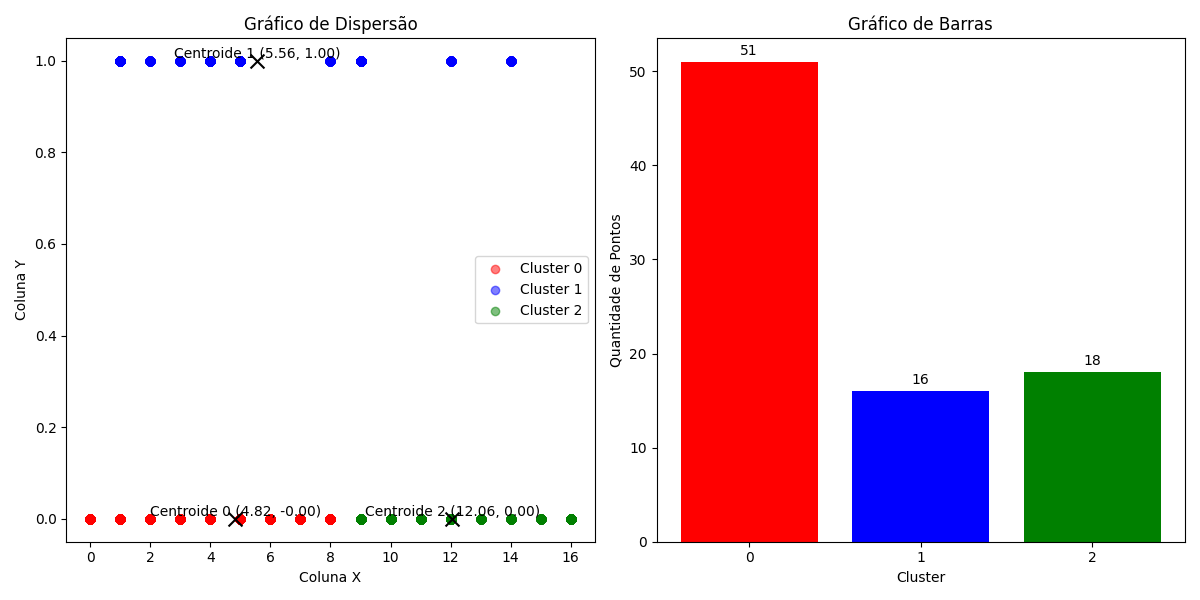 Gráfico de Dispersão
Centroide 1 (5.56, 1.00)
1.0
0.8
0.6
0.4
0.2
0.0
Coluna Y
Cluster 0
Cluster 1
Cluster 2
Centroide 0 (4.82, -0.00)
Centroide 2 (12.06, 0.00)
0 2 4 6 8 10 12 14 16
Coluna X
Gráfico de Barras
51
16
18
50
40
30
20
10
0
Quantidade de Pontos
0 1 2
Cluster